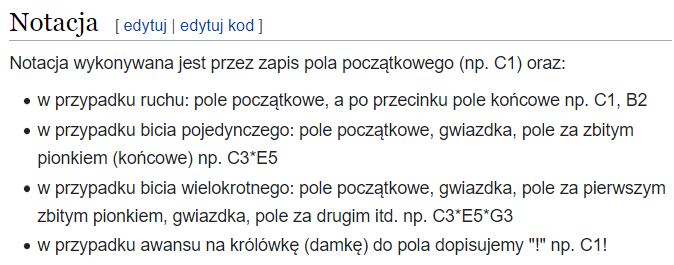 Notacja [ edytuj | edytuj kod ]
Notacja wykonywana jest przez zapis pola początkowego (np. C1) oraz:
• w przypadku ruchu: pole początkowe, a po przecinku pole końcowe np. C1, B2
• w przypadku bicia pojedynczego: pole początkowe, gwiazdka, pole za zbitym
pionkiem (końcowe) np. C3*E5
• w przypadku bicia wielokrotnego: pole początkowe, gwiazdka, pole za pierwszym
zbitym pionkiem, gwiazdka, pole za drugim itd. np. C3*E5*G3
• w przypadku awansu na królówkę (damkę) do pola dopisujemy "!" np. C1!